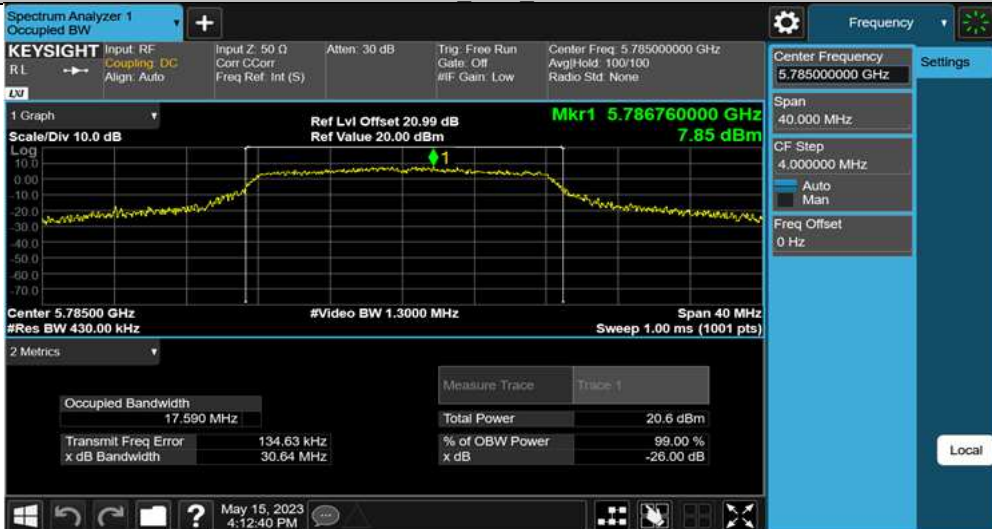 Spectrum Analyzer 1
Occupied BW
Frequency
KEYSIGHT
R L
LXI
Input: RF
Coupling: DC
Align: Auto
Input Z: 50 Ω
Corr CCorr
Freq Ref: Int (S)
Atten: 30 dB
Trig: Free Run
Gate: Off
#IF Gain: Low
Center Freq: 5.785000000 GHz
Avg|Hold: 100/100
Radio Std: None
Center Frequency
5.785000000 GHz
Settings
Span
40.000 MHz
CF Step
4.000000 MHz
Auto
Man
Freq Offset
0 Hz
Local
1 Graph
Scale/Div 10.0 dB
Ref Lvl Offset 20.99 dB
Ref Value 20.00 dBm
Mkr1 5.786760000 GHz
7.85 dBm
Log
1
10.0
0.00
-10.0
-20.0
-30.0
-40.0
-50.0
-60.0
-70.0
Center 5.78500 GHz
#Res BW 430.00 kHz
#Video BW 1.3000 MHz
Span 40 MHz
Sweep 1.00 ms (1001 pts)
2 Metrics
Measure Trace Trace 1
Occupied Bandwidth
17.590 MHz
Total Power 20.6 dBm
Transmit Freq Error 134.63 kHz
% of OBW Power 99.00 %
x dB Bandwidth 30.64 MHz
x dB -26.00 dB
May 15, 2023
4:12:40 PM